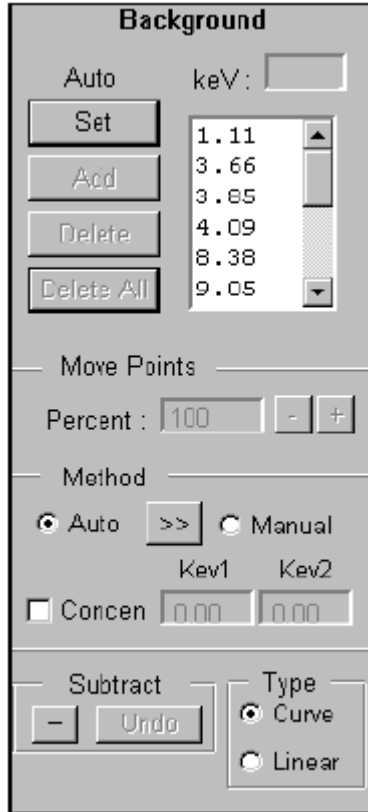 Background
Auto keV :
Set
Add
Delete
Delete All
1.11
3.66
3.85
4.09
8.38
9.05
Move Points
Percent : 100 - +
Method
Auto >> Manual
Kev1 Kev2
Concen 0.00 0.00
Subtract
− Undo
Type
Curve
Linear